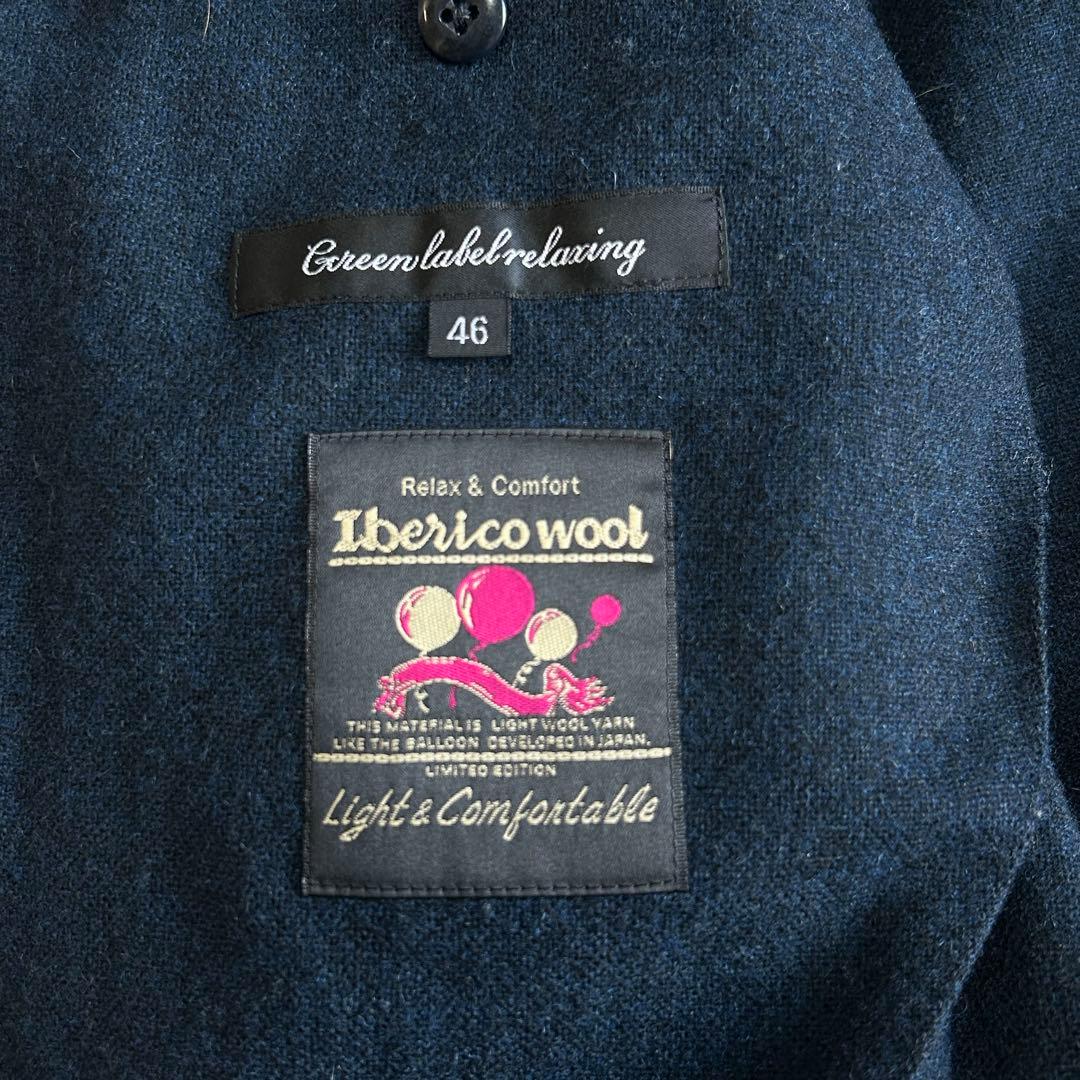 Green label relaxing
46
Relax & Comfort
Iberico wool
THIS MATERIAL IS LIGHT WOOL YARN
LIKE THE BALLOON DEVELOPED IN JAPAN.
LIMITED EDITION
Light & Comfortable